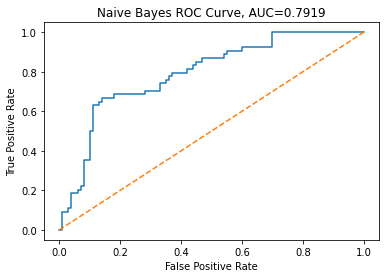 Naive Bayes ROC Curve, AUC=0.7919
1.0
0.8
0.6
0.4
0.2
0.0
True Positive Rate
0.0 0.2 0.4 0.6 0.8 1.0
False Positive Rate